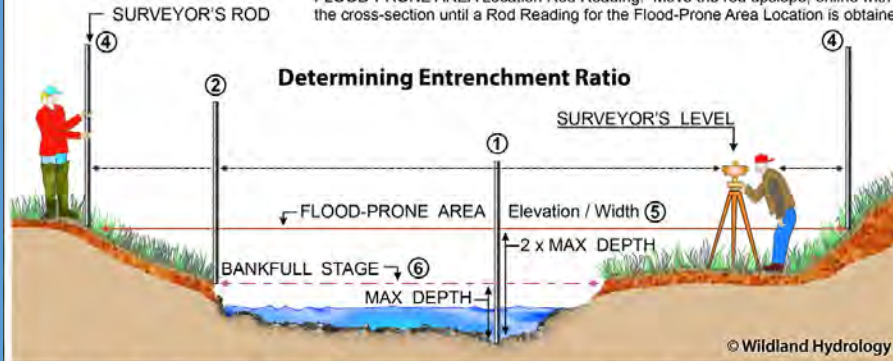 SURVEYOR'S ROD
the cross-section until a Rod Reading for the Flood-Prone Area Location is obtaine
④
④
②
Determining Entrenchment Ratio
①
SURVEYOR'S LEVEL
FLOOD-PRONE AREA Elevation / Width ⑤
2 x MAX DEPTH
BANKFULL STAGE ⑥
MAX DEPTH
© Wildland Hydrology